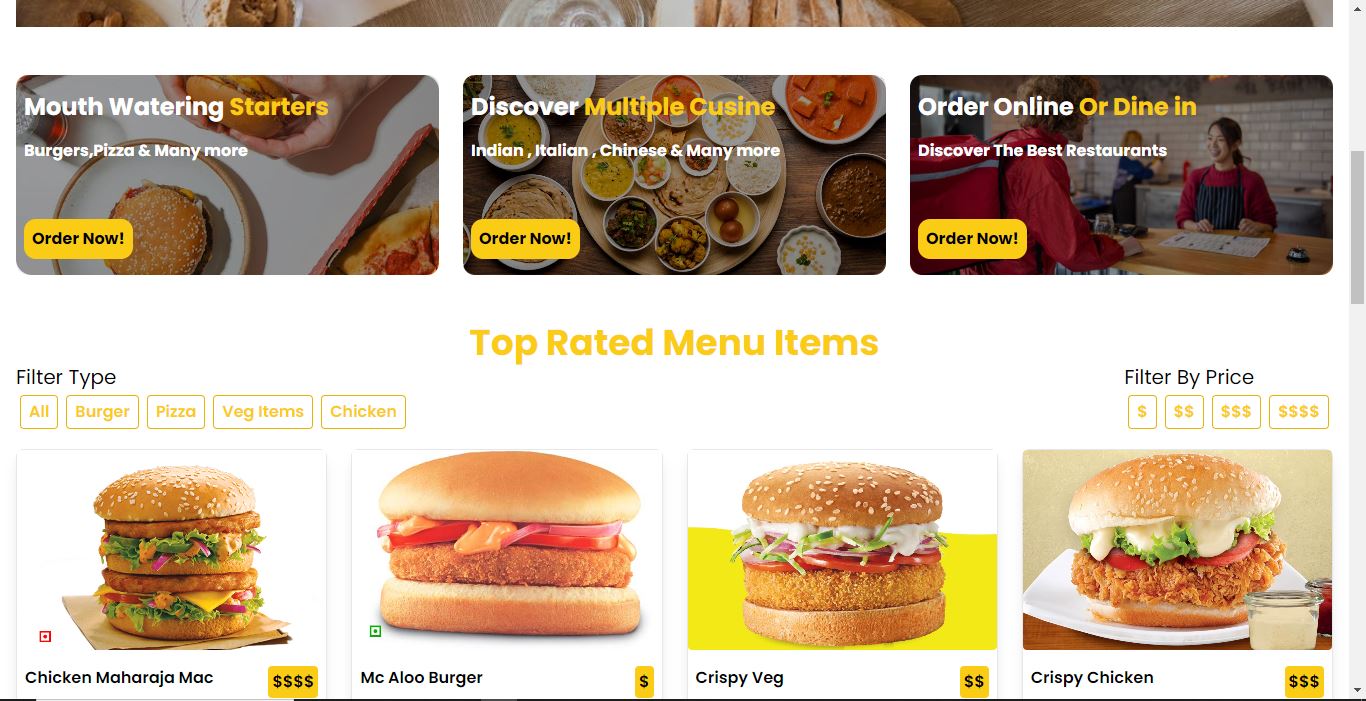 Mouth Watering Starters
Burgers,Pizza & Many more
Order Now!
Discover Multiple Cusine
Indian , Italian , Chinese & Many more
Order Now!
Order Online Or Dine in
Discover The Best Restaurants
Order Now!
Top Rated Menu Items
Filter Type
All Burger Pizza Veg Items Chicken
Filter By Price
$ $$ $$$ $$$$
Chicken Maharaja Mac $$$$
Mc Aloo Burger $
Crispy Veg $$
Crispy Chicken $$$